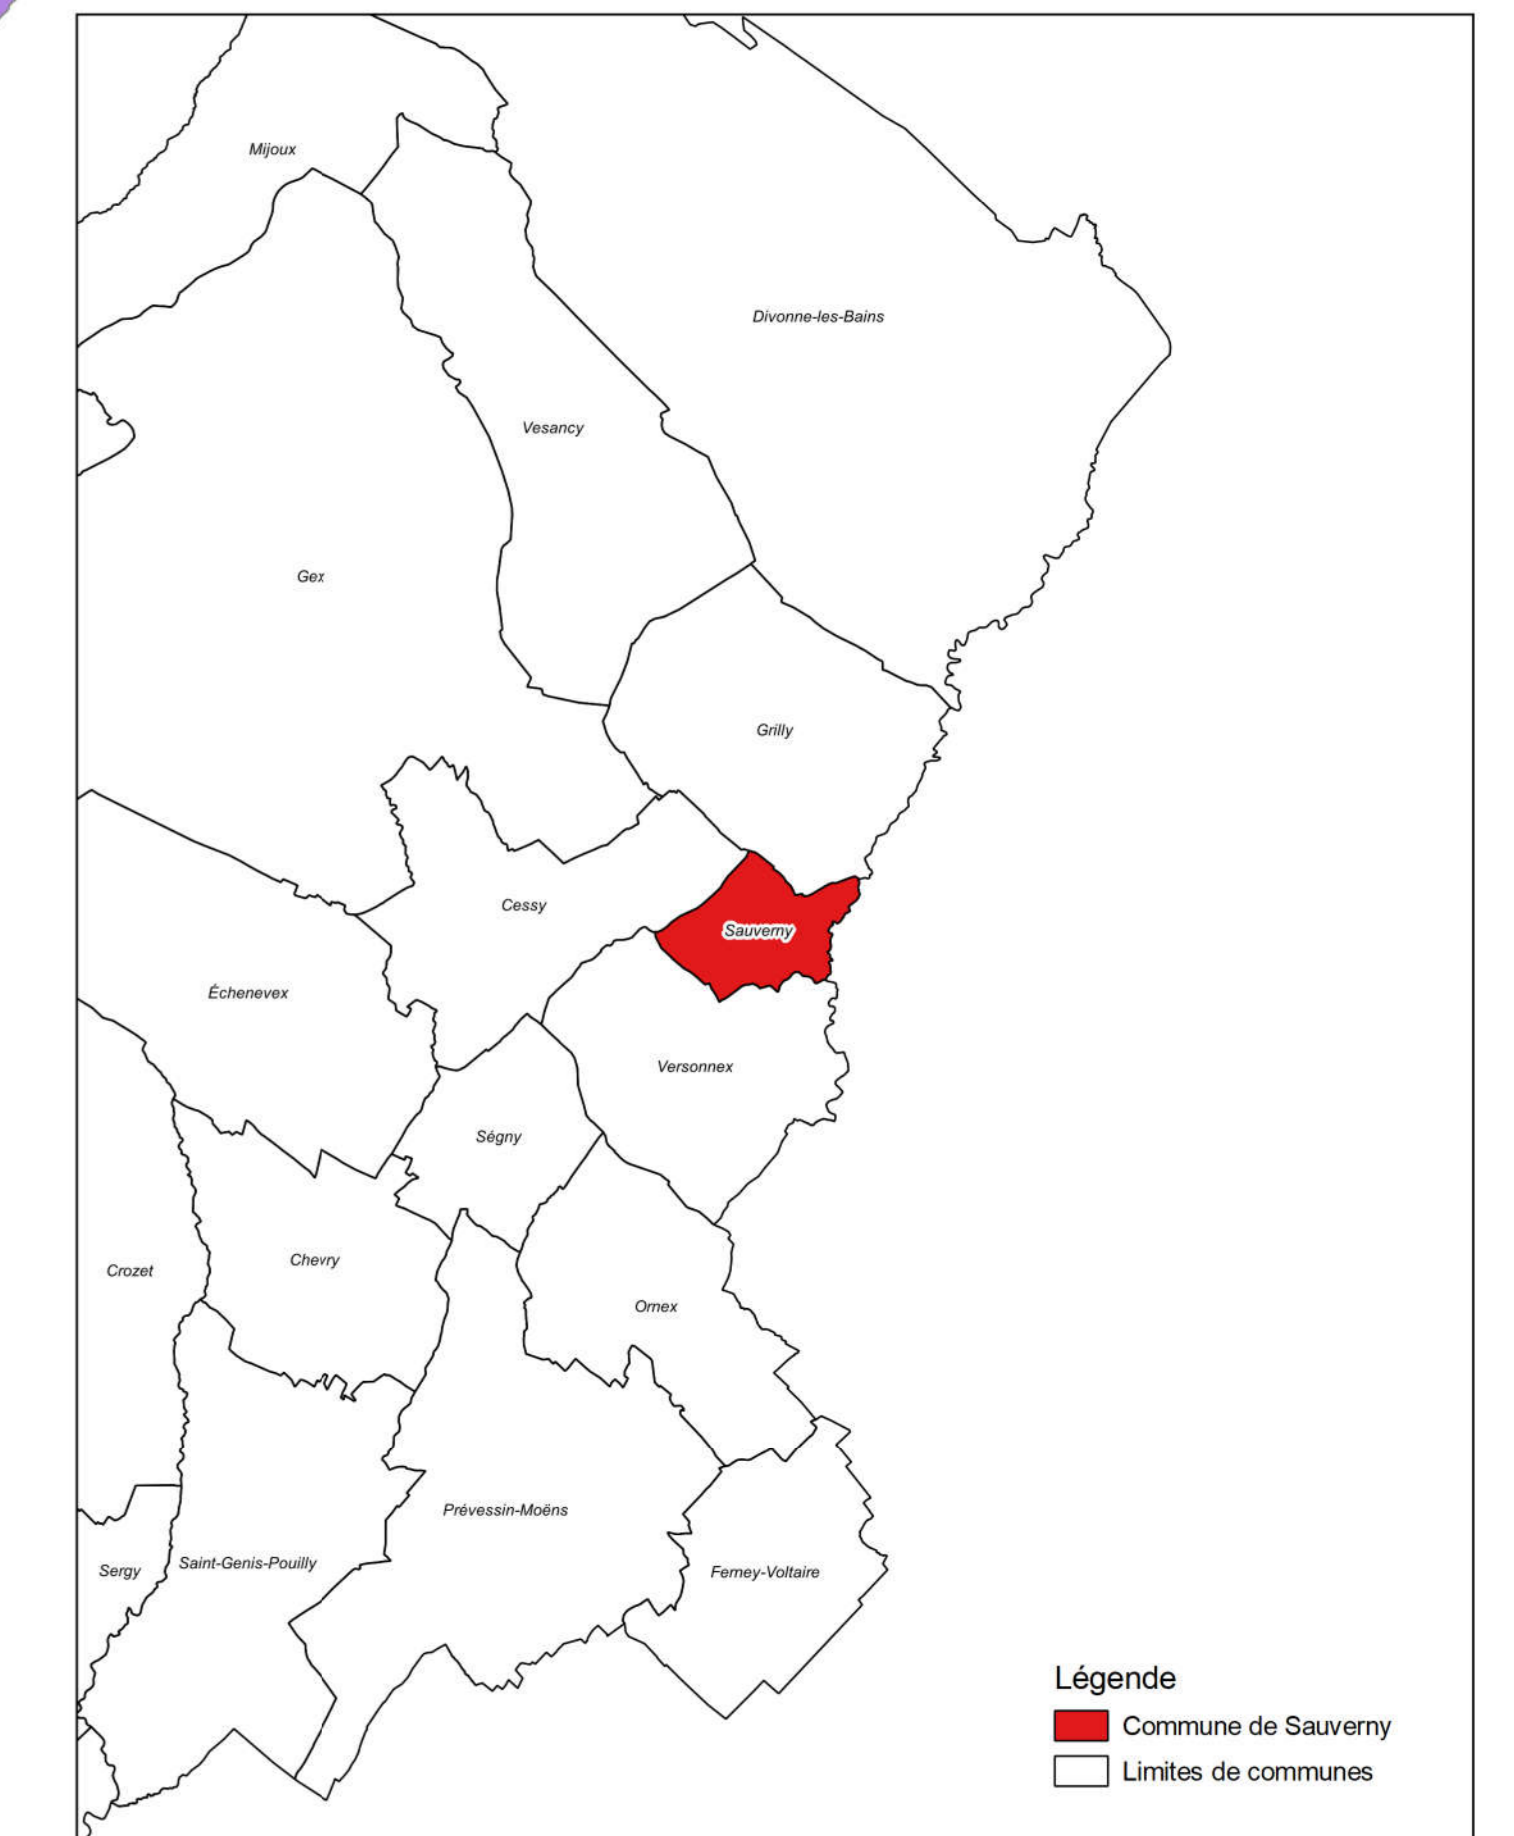 Mijoux
Divonne-les-Bains
Vesancy
Gex
Grilly
Cessy
Sauverny
Échenevex
Versonnex
Ségny
Chevry
Crozet
Ornex
Prévessin-Moëns
Saint-Genis-Pouilly
Sergy
Ferney-Voltaire
Légende
Commune de Sauverny
Limites de communes